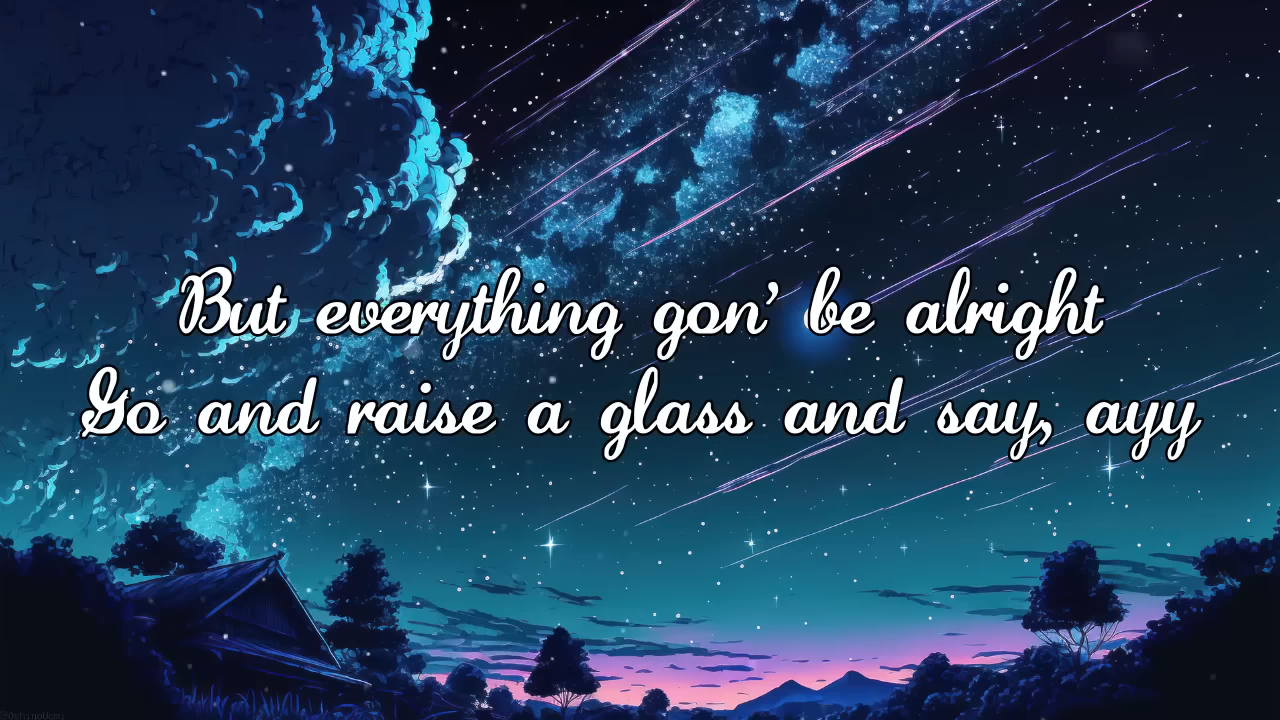 But everything gon’ be alright
Go and raise a glass and say, ayy